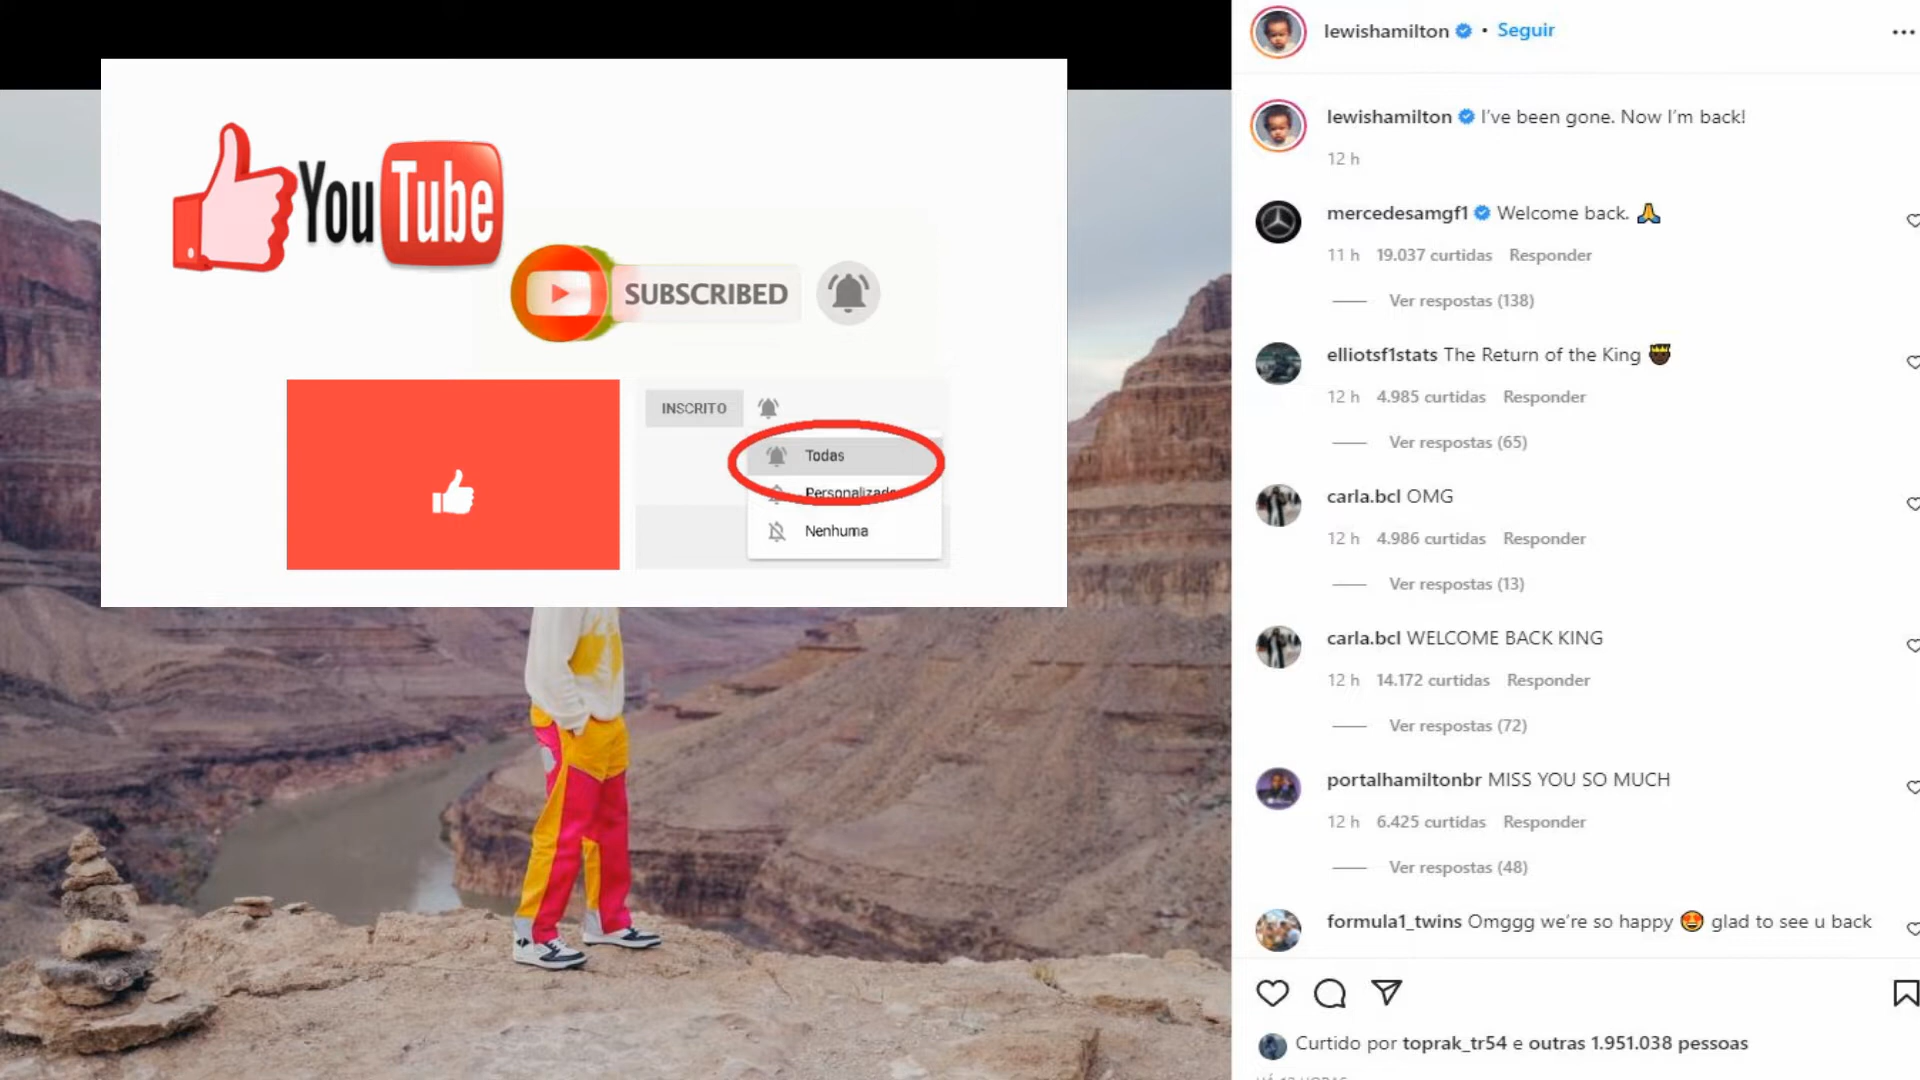 YouTube
SUBSCRIBED
INSCRITO
Todas
Personalizada
Nenhuma
lewishamilton • Seguir
lewishamilton I've been gone. Now I'm back!
12 h
mercedesamgf1 Welcome back. 🙏
11 h 19.037 curtidas Responder
Ver respostas (138)
elliotsf1stats The Return of the King 🤴🏿
12 h 4.985 curtidas Responder
Ver respostas (65)
carla.bcl OMG
12 h 4.986 curtidas Responder
Ver respostas (13)
carla.bcl WELCOME BACK KING
12 h 14.172 curtidas Responder
Ver respostas (72)
portalhamiltonbr MISS YOU SO MUCH
12 h 6.425 curtidas Responder
Ver respostas (48)
formula1_twins Omggg we're so happy 😍 glad to see u back
Curtido por toprak_tr54 e outras 1.951.038 pessoas